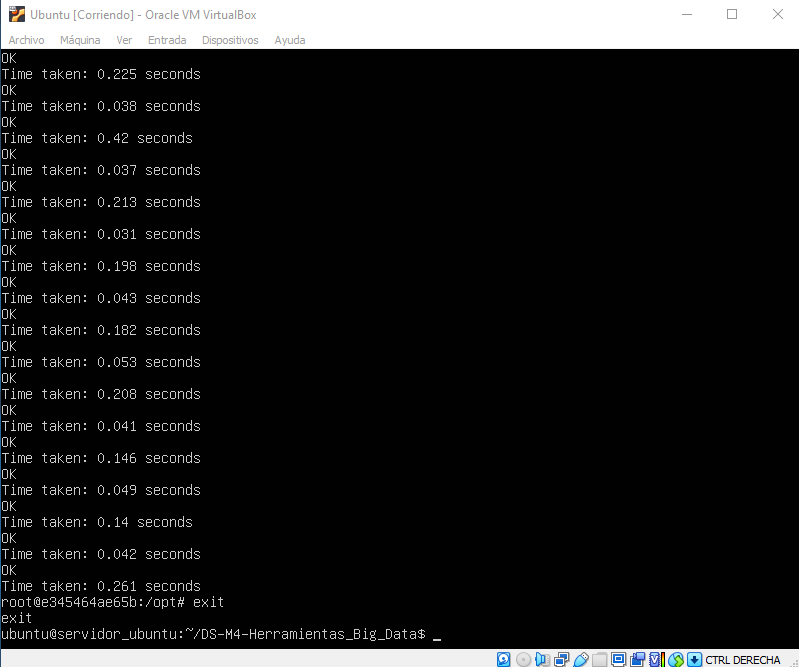 Ubuntu [Corriendo] - Oracle VM VirtualBox
Archivo Máquina Ver Entrada Dispositivos Ayuda
OK
Time taken: 0.225 seconds
OK
Time taken: 0.038 seconds
OK
Time taken: 0.42 seconds
OK
Time taken: 0.037 seconds
OK
Time taken: 0.213 seconds
OK
Time taken: 0.031 seconds
OK
Time taken: 0.198 seconds
OK
Time taken: 0.043 seconds
OK
Time taken: 0.182 seconds
OK
Time taken: 0.053 seconds
OK
Time taken: 0.208 seconds
OK
Time taken: 0.041 seconds
OK
Time taken: 0.146 seconds
OK
Time taken: 0.049 seconds
OK
Time taken: 0.14 seconds
OK
Time taken: 0.042 seconds
OK
Time taken: 0.261 seconds
root@e345464ae65b:/opt# exit
exit
ubuntu@servidor_ubuntu:~/DS-M4-Herramientas_Big_Data$ _
CTRL DERECHA